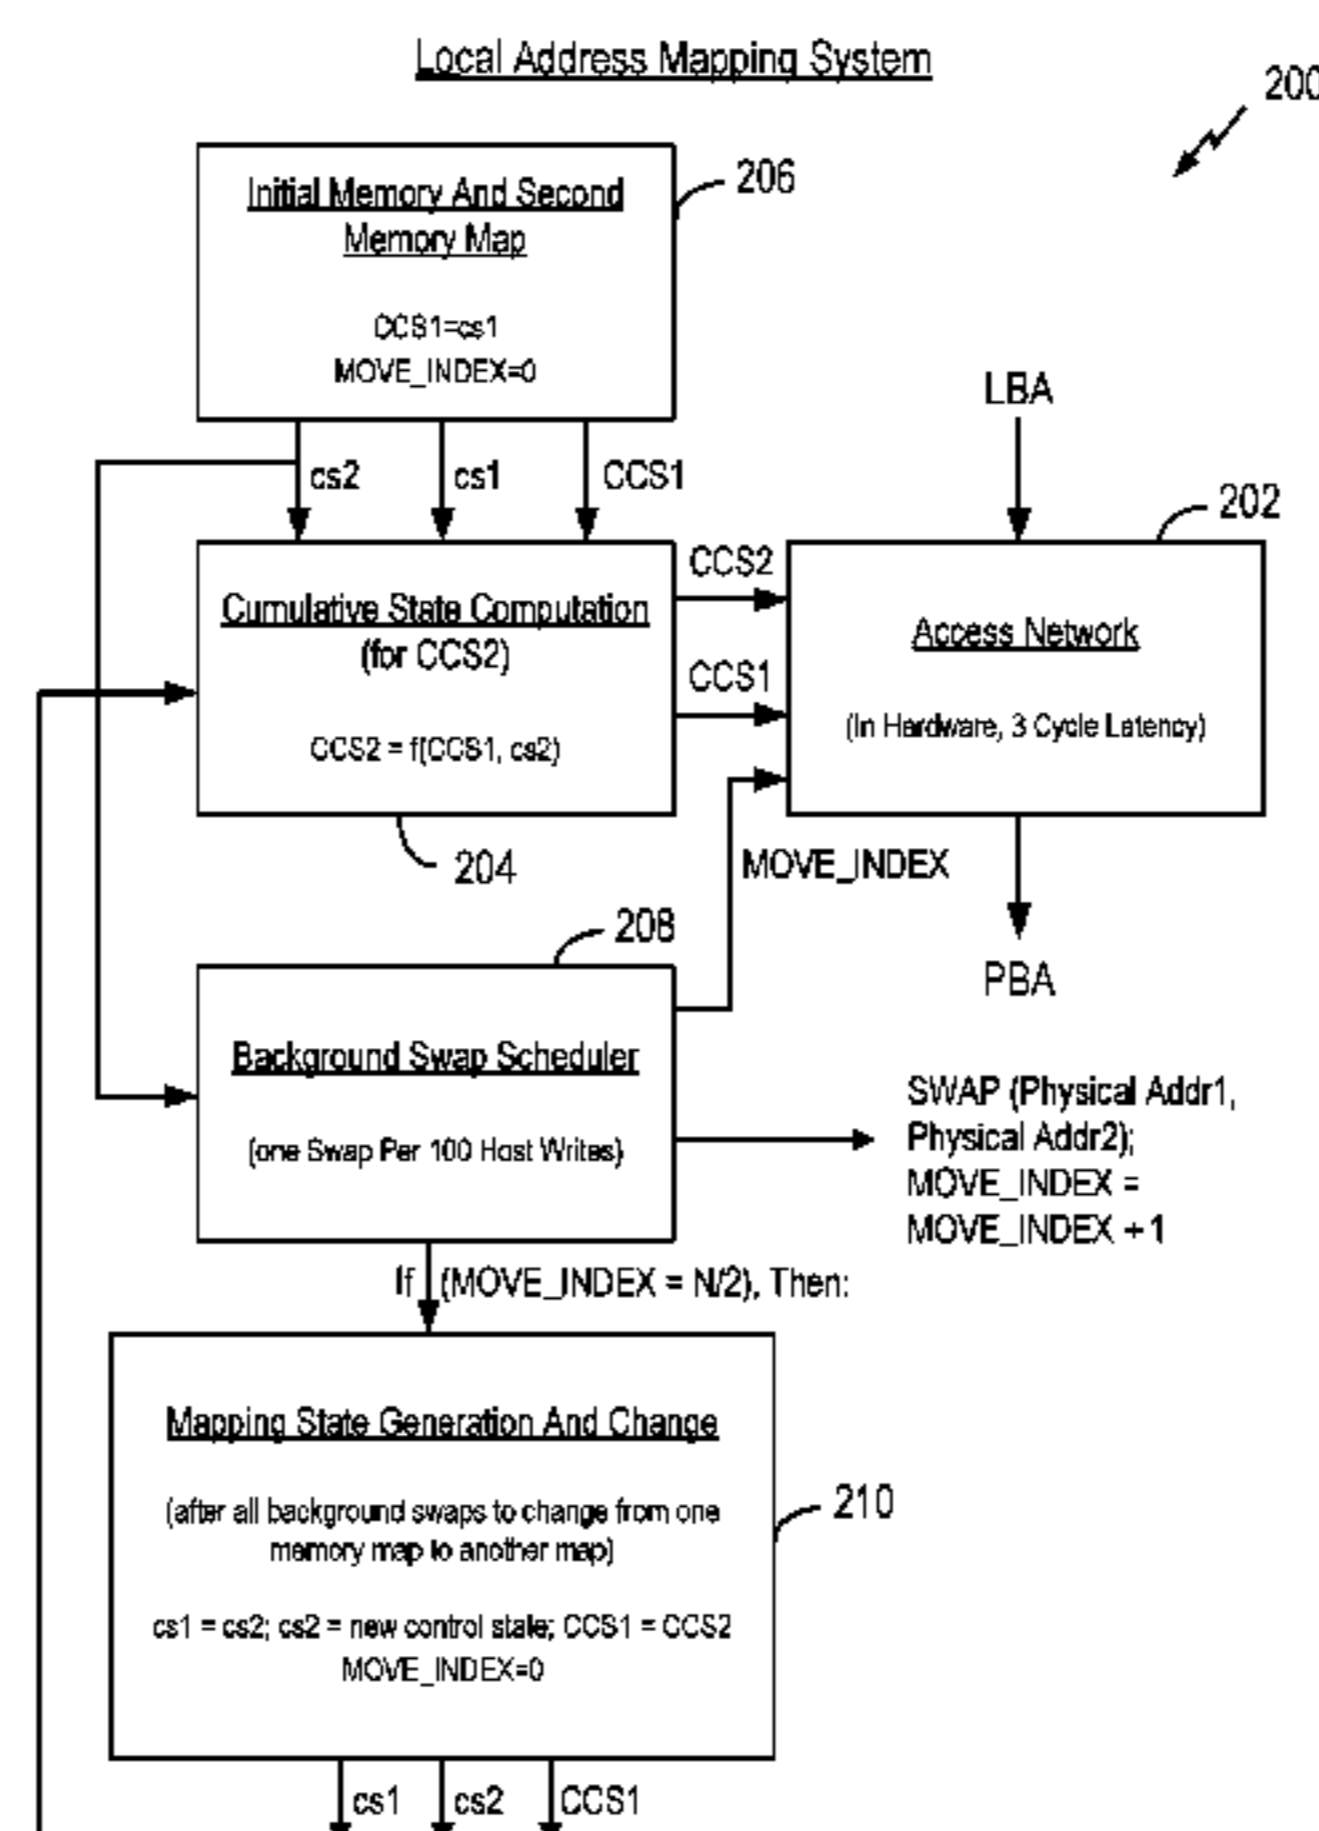 Local Address Mapping System
200
Initial Memory And Second
Memory Map
206
CCS1=cs1
MOVE_INDEX=0
LBA
cs2
cs1
CCS1
202
CCS2
Cumulative State Computation
(for CCS2)
CCS1
Access Network
(In Hardware, 3 Cycle Latency)
CCS2 = f(CCS1, cs2)
204
MOVE_INDEX
208
PBA
Background Swap Scheduler
(one Swap Per 100 Host Writes)
SWAP (Physical Addr1,
Physical Addr2);
MOVE_INDEX =
MOVE_INDEX + 1
If (MOVE_INDEX = N/2), Then:
Mapping State Generation And Change
(after all background swaps to change from one
memory map to another map)
210
cs1 = cs2; cs2 = new control state; CCS1 = CCS2
MOVE_INDEX=0
cs1
cs2
CCS1